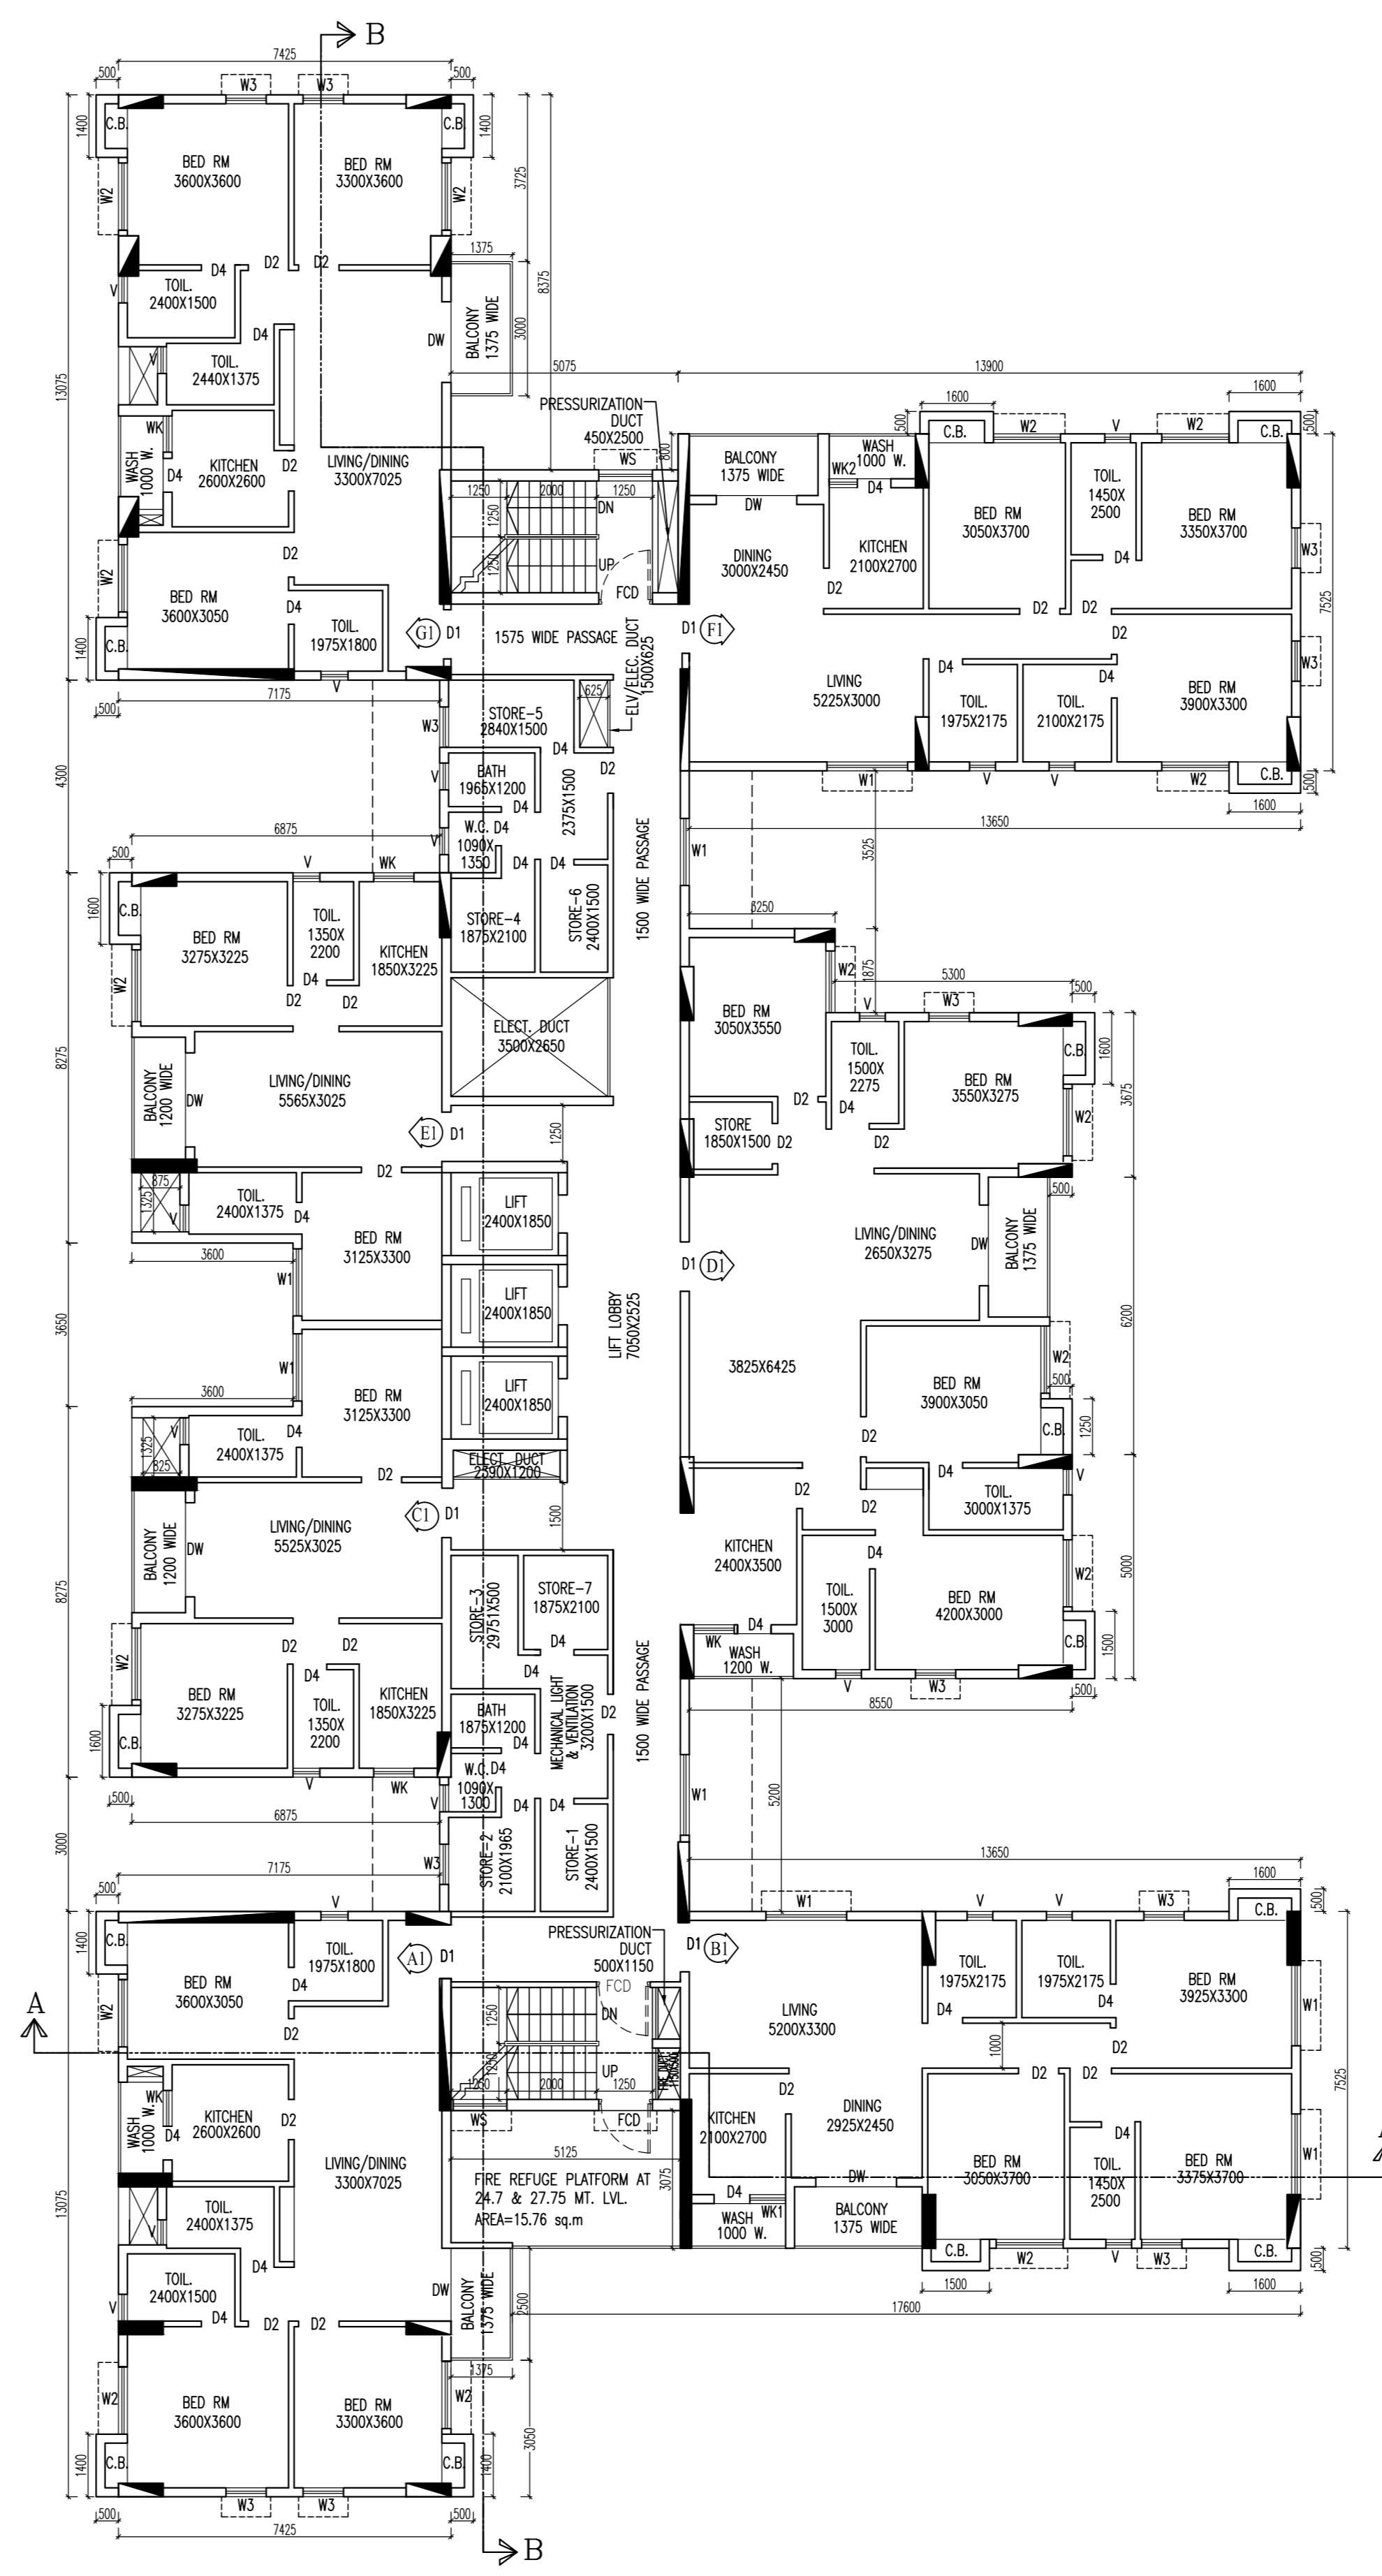 B
7425
500
500
W3
W3
C.B.
C.B.
1400
1400
BED RM
3600X3600
BED RM
3300X3600
3725
W2
W2
1375
D4
D2
D2
V
TOIL.
2400X1500
8375
BALCONY
1375 WIDE
3000
DW
D4
V
TOIL.
2440X1375
13075
5075
13900
1600
1600
PRESSURIZATION
DUCT
450X2500
WK
WASH
1000 W.
D4
KITCHEN
2600X2600
D2
LIVING/DINING
3300X7025
WS
800
BALCONY
1375 WIDE
WASH
1000 W.
WK2
D4
500
C.B.
W2
V
W2
C.B.
500
1250
2000
1250
DN
1250
DW
TOIL.
1450X
2500
BED RM
3050X3700
BED RM
3350X3700
D2
UP
1250
DINING
3000X2450
KITCHEN
2100X2700
D4
W3
W2
BED RM
3600X3050
FCD
D2
D2
D2
7525
D4
TOIL.
1975X1800
G1
D1
1575 WIDE PASSAGE
ELV/ELEC. DUCT
1500X625
D1
F1
D2
1400
C.B.
W3
V
7175
500
625
LIVING
5225X3000
D4
TOIL.
1975X2175
TOIL.
2100X2175
D4
BED RM
3900X3300
STORE-5
2840X1500
W3
D4
D2
4300
V
BATH
1965X1200
D4
2375X1500
W1
V
V
W2
C.B.
500
1600
13650
6875
W.C.
1090X
1350
D4
V
D4
D4
1500 WIDE PASSAGE
W1
3525
500
V
WK
C.B.
1600
BED RM
3275X3225
TOIL.
1350X
2200
KITCHEN
1850X3225
D4
D2
D2
W2
STORE-4
1875X2100
STORE-6
2400X1500
3250
W2
1875
5300
500
V
W3
BED RM
3050X3550
ELECT. DUCT
3500X2650
TOIL.
1500X
2275
BED RM
3550X3275
C.B.
1600
3675
8275
BALCONY
1200 WIDE
DW
LIVING/DINING
5565X3025
D2
D4
W2
E1
D1
1250
STORE
1850X1500
D2
D2
D2
875
1325
V
TOIL.
2400X1375
D4
LIFT
2400X1850
500
BED RM
3125X3300
LIVING/DINING
2650X3275
DW
BALCONY
1375 WIDE
3600
W1
D1
D1
3650
LIFT
2400X1850
LIFT LOBBY
7050X2525
6200
W1
BED RM
3125X3300
LIFT
2400X1850
3825X6425
W2
3600
BED RM
3900X3050
500
V
1325
825
TOIL.
2400X1375
D4
D2
ELECT. DUCT
2390X1200
C.B.
1250
D2
D4
V
TOIL.
3000X1375
D2
D2
C1
D1
1500
BALCONY
1200 WIDE
DW
LIVING/DINING
5525X3025
KITCHEN
2400X3500
D4
W2
5000
8275
STORE-3
29751X500
STORE-7
1875X2100
TOIL.
1500X
3000
BED RM
4200X3000
W2
D2
D2
D4
D4
D4
WK
D4
WASH
1200 W.
C.B.
1500
V
W3
500
8550
BED RM
3275X3225
TOIL.
1350X
2200
KITCHEN
1850X3225
BATH
1875X1200
D4
MECHANICAL LIGHT
& VENTILATION
3200X1500
D2
1500 WIDE PASSAGE
1600
C.B.
V
WK
W.C.
1090X
1300
D4
V
D4
D4
W1
5200
500
6875
3000
STORE-2
2100X1965
STORE-1
2400X1500
W3
7175
13650
500
1600
V
W1
V
V
W3
C.B.
500
PRESSURIZATION
DUCT
500X1150
1400
C.B.
TOIL.
1975X1800
A1
D1
D1
B1
D4
BED RM
3600X3050
W2
FCD
TOIL.
1975X2175
TOIL.
1975X2175
BED RM
3925X3300
A
1250
DN
D4
D4
LIVING
5200X3300
W1
D2
1000
D2
WK
WASH
1000 W.
D4
KITCHEN
2600X2600
D2
1250
UP
1250
2000
1250
D2
D2
D2
7525
WS
FCD
KITCHEN
2100X2700
DINING
2925X2450
D4
5125
LIVING/DINING
3300X7025
FIRE REFUGE PLATFORM AT
24.7 & 27.75 MT. LVL.
AREA=15.76 sq.m
3075
DW
BED RM
3050X3700
TOIL.
1450X
2500
BED RM
3375X3700
W1
13075
TOIL.
2400X1375
V
D4
D4
WK1
WASH
1000 W.
BALCONY
1375 WIDE
C.B.
W2
V
W3
C.B.
500
TOIL.
2400X1500
V
DW
BALCONY
1375 WIDE
2500
1500
1600
17600
D4
D2
D2
1375
W2
W2
BED RM
3600X3600
BED RM
3300X3600
3050
1400
C.B.
C.B.
1400
W3
W3
500
500
7425
B